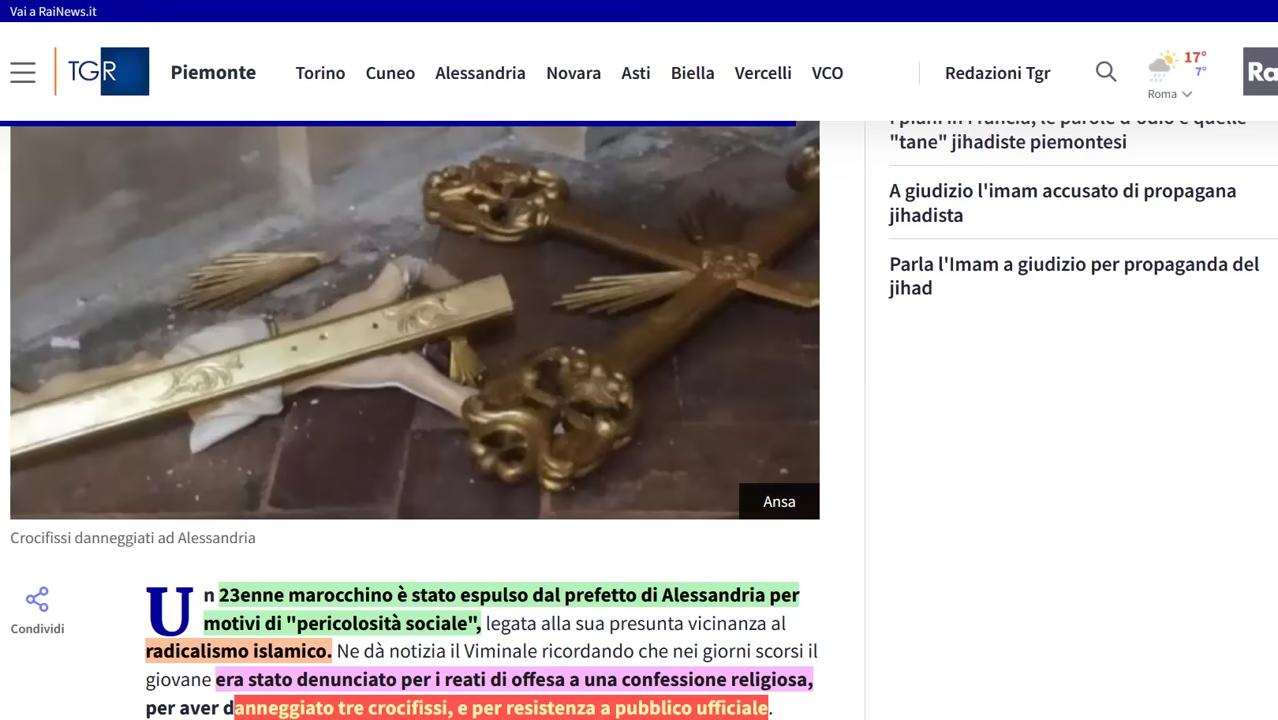 Vai a RaiNews.it
TGR Piemonte Torino Cuneo Alessandria Novara Asti Biella Vercelli VCO Redazioni Tgr 17° 7° Roma
"tane" jihadiste piemontesi
A giudizio l'imam accusato di propagana
jihadista
Parla l'Imam a giudizio per propaganda del
jihad
Ansa
Crocifissi danneggiati ad Alessandria
Condividi
Un 23enne marocchino è stato espulso dal prefetto di Alessandria per
motivi di "pericolosità sociale", legata alla sua presunta vicinanza al
radicalismo islamico. Ne dà notizia il Viminale ricordando che nei giorni scorsi il
giovane era stato denunciato per i reati di offesa a una confessione religiosa,
per aver danneggiato tre crocifissi, e per resistenza a pubblico ufficiale.